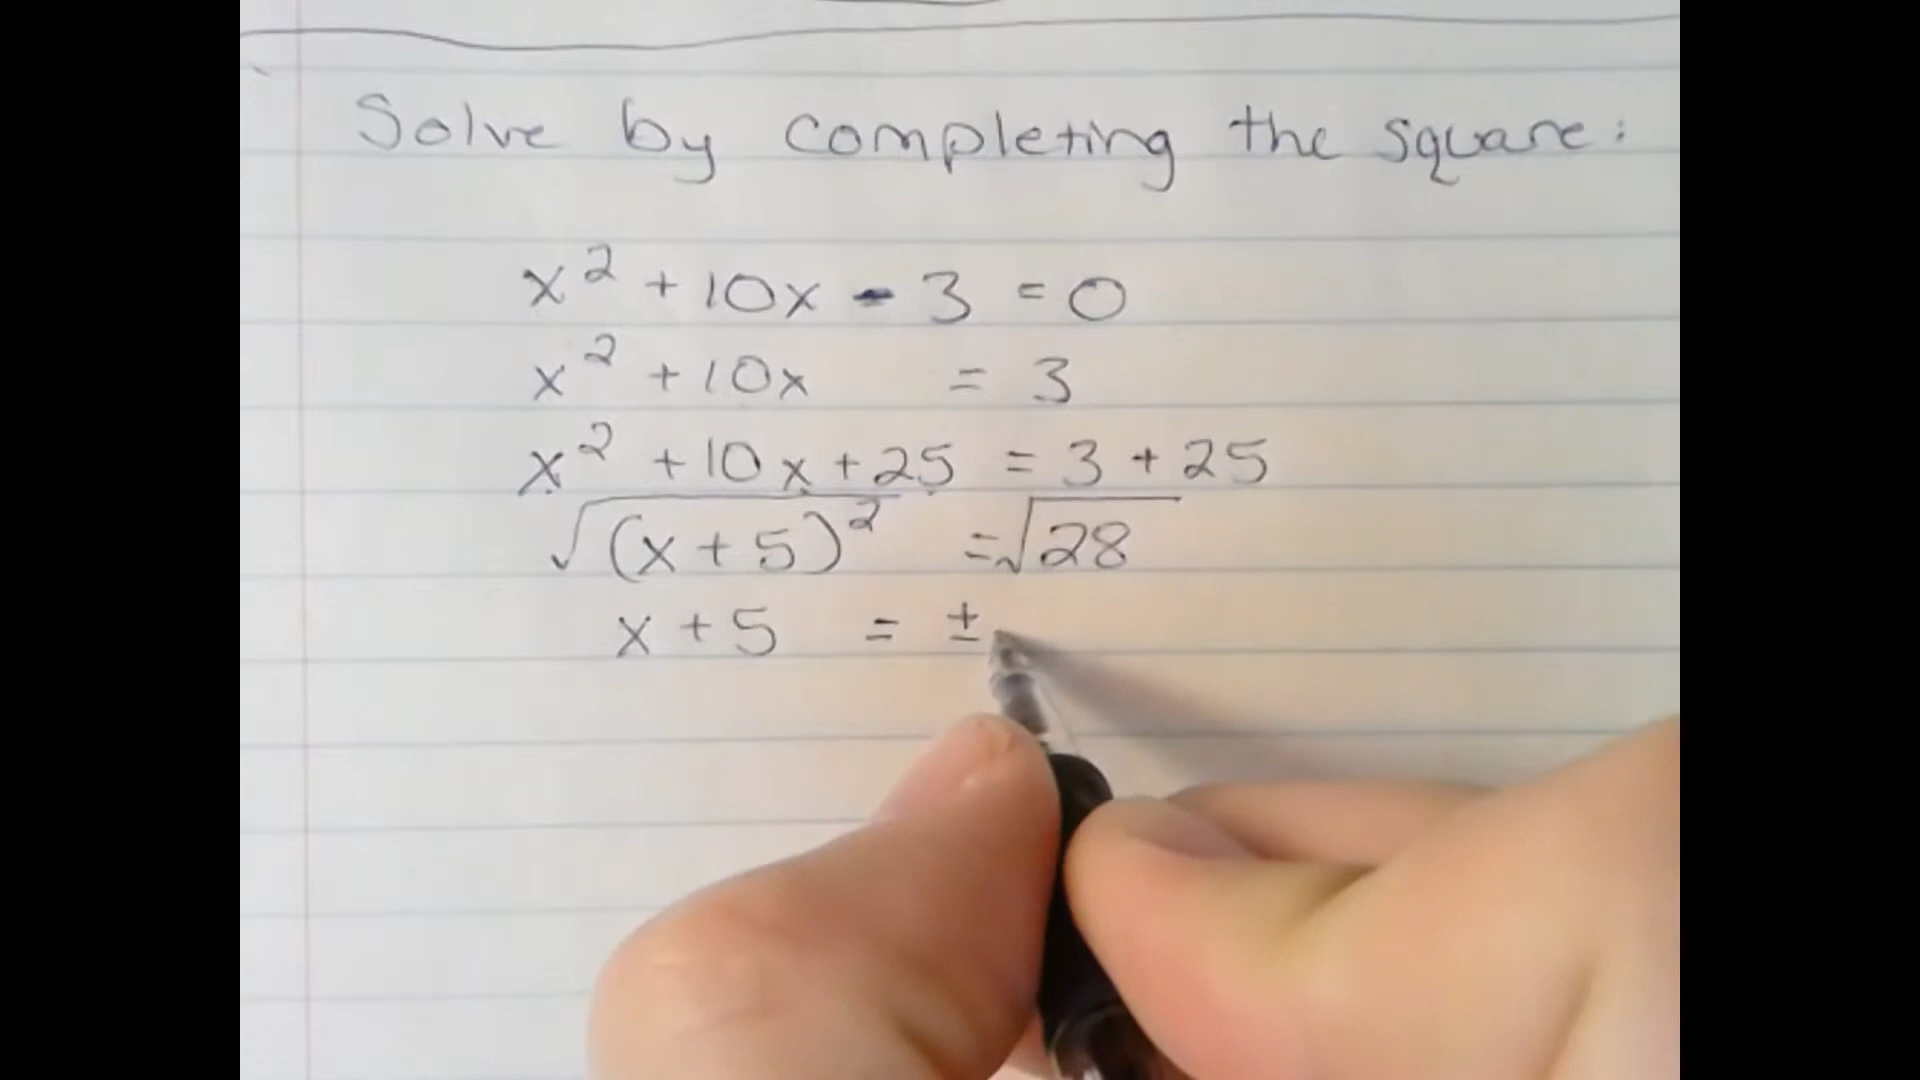 Solve by completing the square:
x² + 10x - 3 = 0
x² + 10x = 3
x² + 10x + 25 = 3 + 25
√(x + 5)² = √28
x + 5 = ±